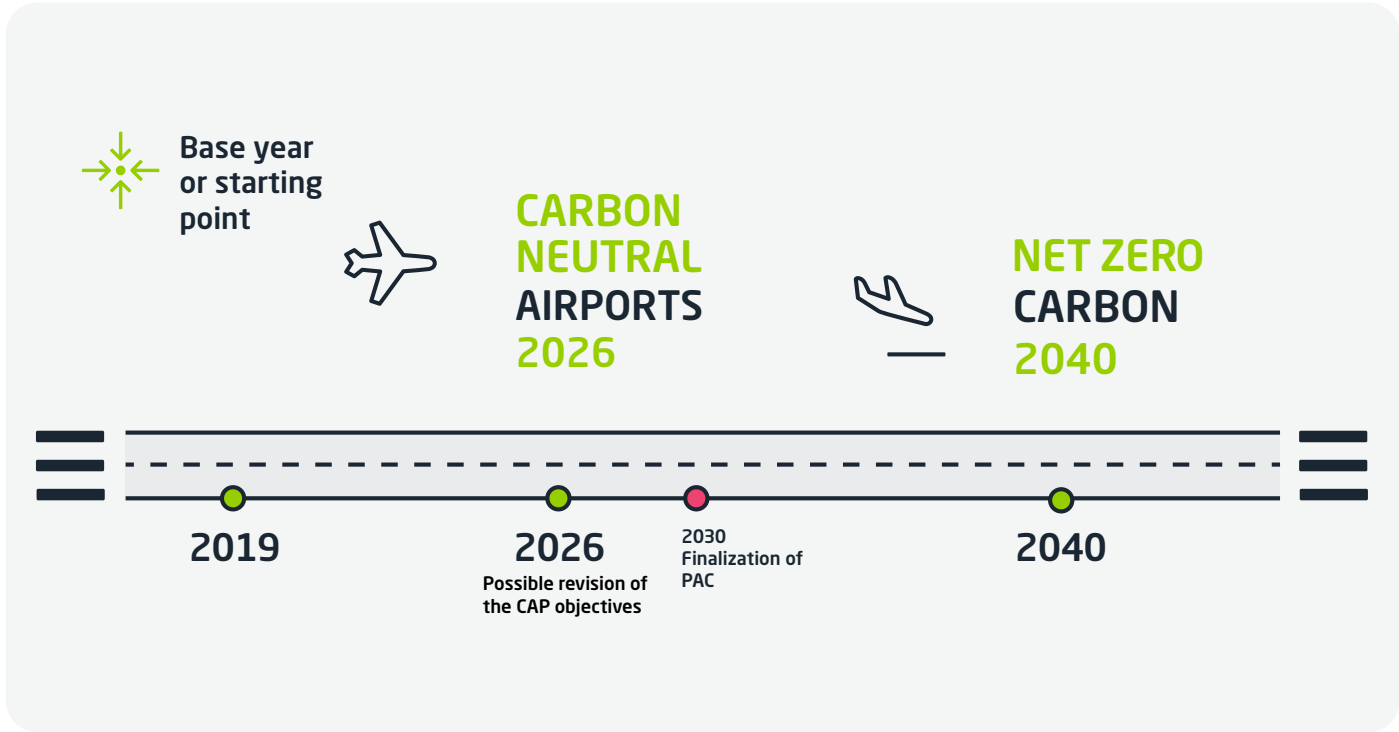 Base year
or starting
point
CARBON
NEUTRAL
AIRPORTS
2026
NET ZERO
CARBON
2040
2019
2026
Possible revision of
the CAP objectives
2030
Finalization of
PAC
2040